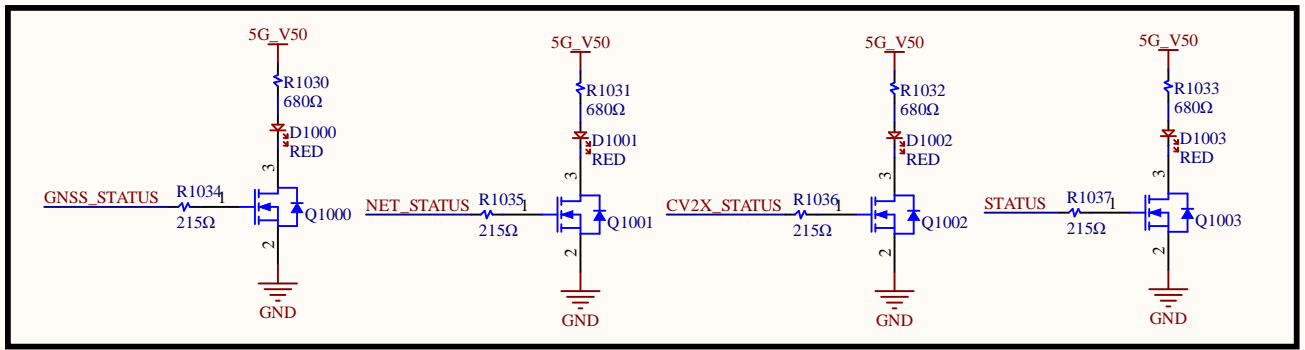 5G_V50
R1030
680Ω
D1000
RED
3
GNSS_STATUS
R1034
1
215Ω
Q1000
2
GND
5G_V50
R1031
680Ω
D1001
RED
3
NET_STATUS
R1035
1
215Ω
Q1001
2
GND
5G_V50
R1032
680Ω
D1002
RED
3
CV2X_STATUS
R1036
1
215Ω
Q1002
2
GND
5G_V50
R1033
680Ω
D1003
RED
3
STATUS
R1037
1
215Ω
Q1003
2
GND